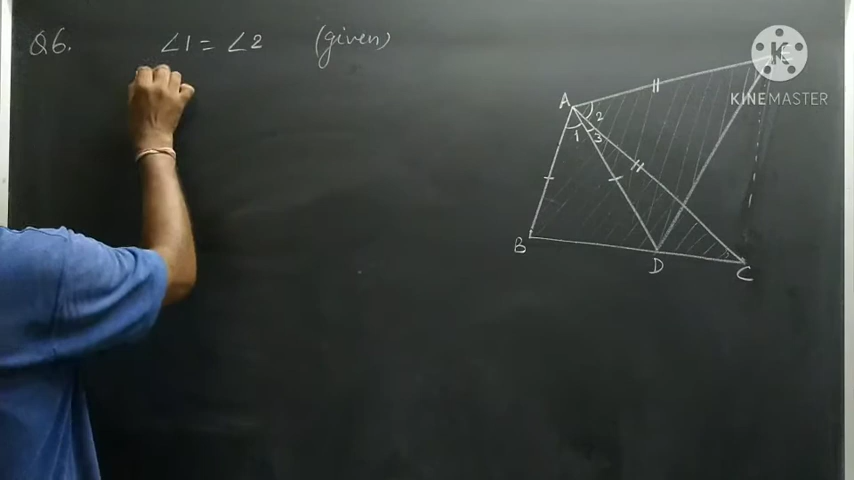 Q6. ∠1 = ∠2 (given)
A
2
1 3
B
D
C
K
KINEMASTER